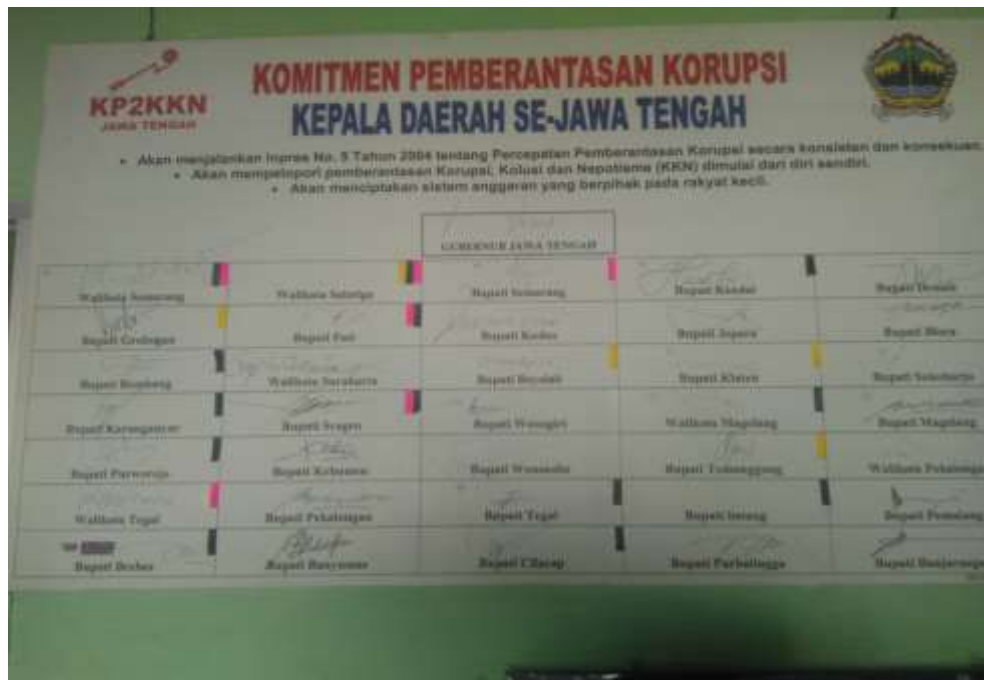 KP2KKN
JAWA TENGAH
KOMITMEN PEMBERANTASAN KORUPSI
KEPALA DAERAH SE-JAWA TENGAH
• Akan menjalankan Inpres No. 5 Tahun 2004 tentang Percepatan Pemberantasan Korupsi secara konsisten dan konsekuen.
• Akan mempelopori pemberantasan Korupsi, Kolusi dan Nepotisme (KKN) dimulai dari diri sendiri.
• Akan menciptakan sistem anggaran yang berpihak pada rakyat kecil.
GUBERNUR JAWA TENGAH
Walikota Semarang Walikota Salatiga Bupati Semarang Bupati Kendal Bupati Demak
Bupati Grobogan Bupati Pati Bupati Kudus Bupati Jepara Bupati Blora
Bupati Rembang Walikota Surakarta Bupati Boyolali Bupati Klaten Bupati Sukoharjo
Bupati Karanganyar Bupati Sragen Bupati Wonogiri Walikota Magelang Bupati Magelang
Bupati Purworejo Bupati Kebumen Bupati Wonosobo Bupati Temanggung Walikota Pekalonga
Walikota Tegal Bupati Pekalongan Bupati Tegal Bupati Batang Bupati Pemalang
Bupati Brebes Bupati Banyumas Bupati Cilacap Bupati Purbalingga Bupati Banjarnega